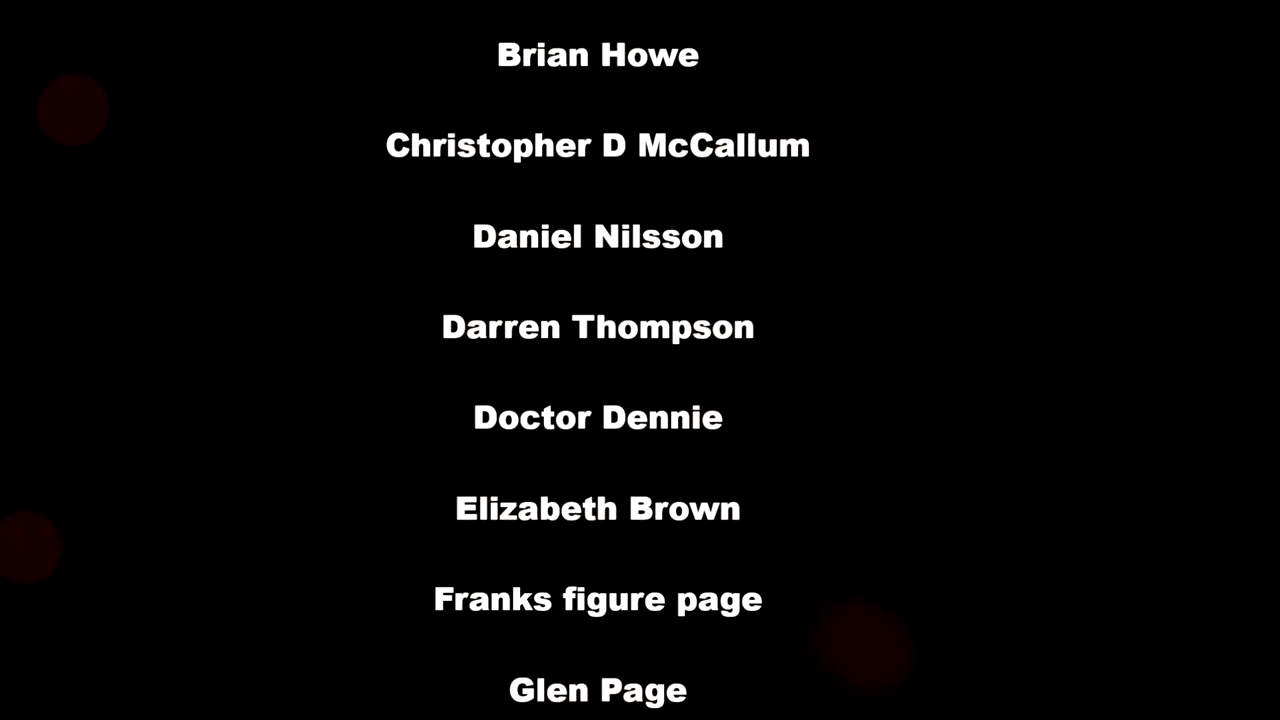 Brian Howe
Christopher D McCallum
Daniel Nilsson
Darren Thompson
Doctor Dennie
Elizabeth Brown
Franks figure page
Glen Page